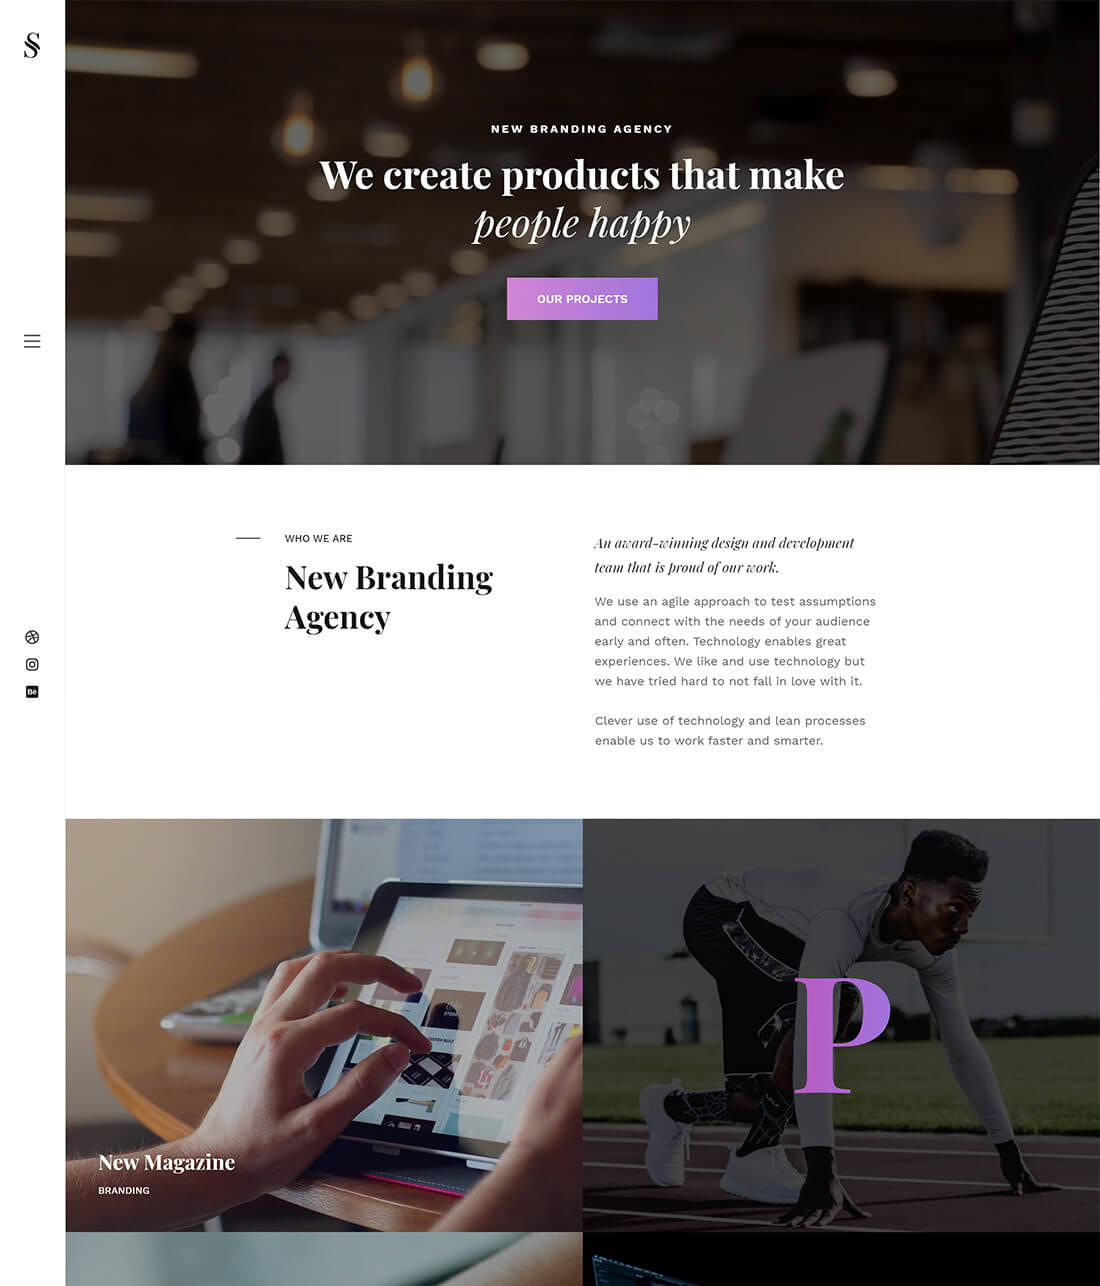 NEW BRANDING AGENCY
We create products that make
people happy
OUR PROJECTS
WHO WE ARE
New Branding
Agency
An award-winning design and development
team that is proud of our work.
We use an agile approach to test assumptions
and connect with the needs of your audience
early and often. Technology enables great
experiences. We like and use technology but
we have tried hard to not fall in love with it.
Clever use of technology and lean processes
enable us to work faster and smarter.
Bē
New Magazine
BRANDING
P